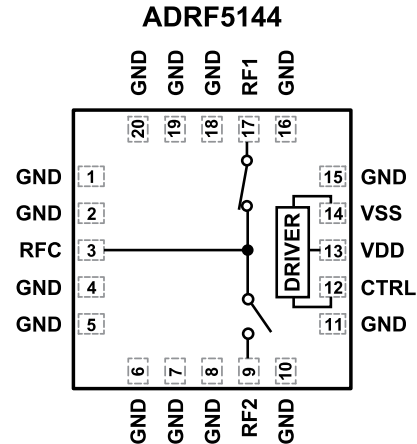 ADRF5144
GND GND GND RF1 GND
20 19 18 17 16
GND 1 15 GND
GND 2 14 VSS
RFC 3 DRIVER 13 VDD
GND 4 12 CTRL
GND 5 11 GND
6 7 8 9 10
GND GND GND RF2 GND